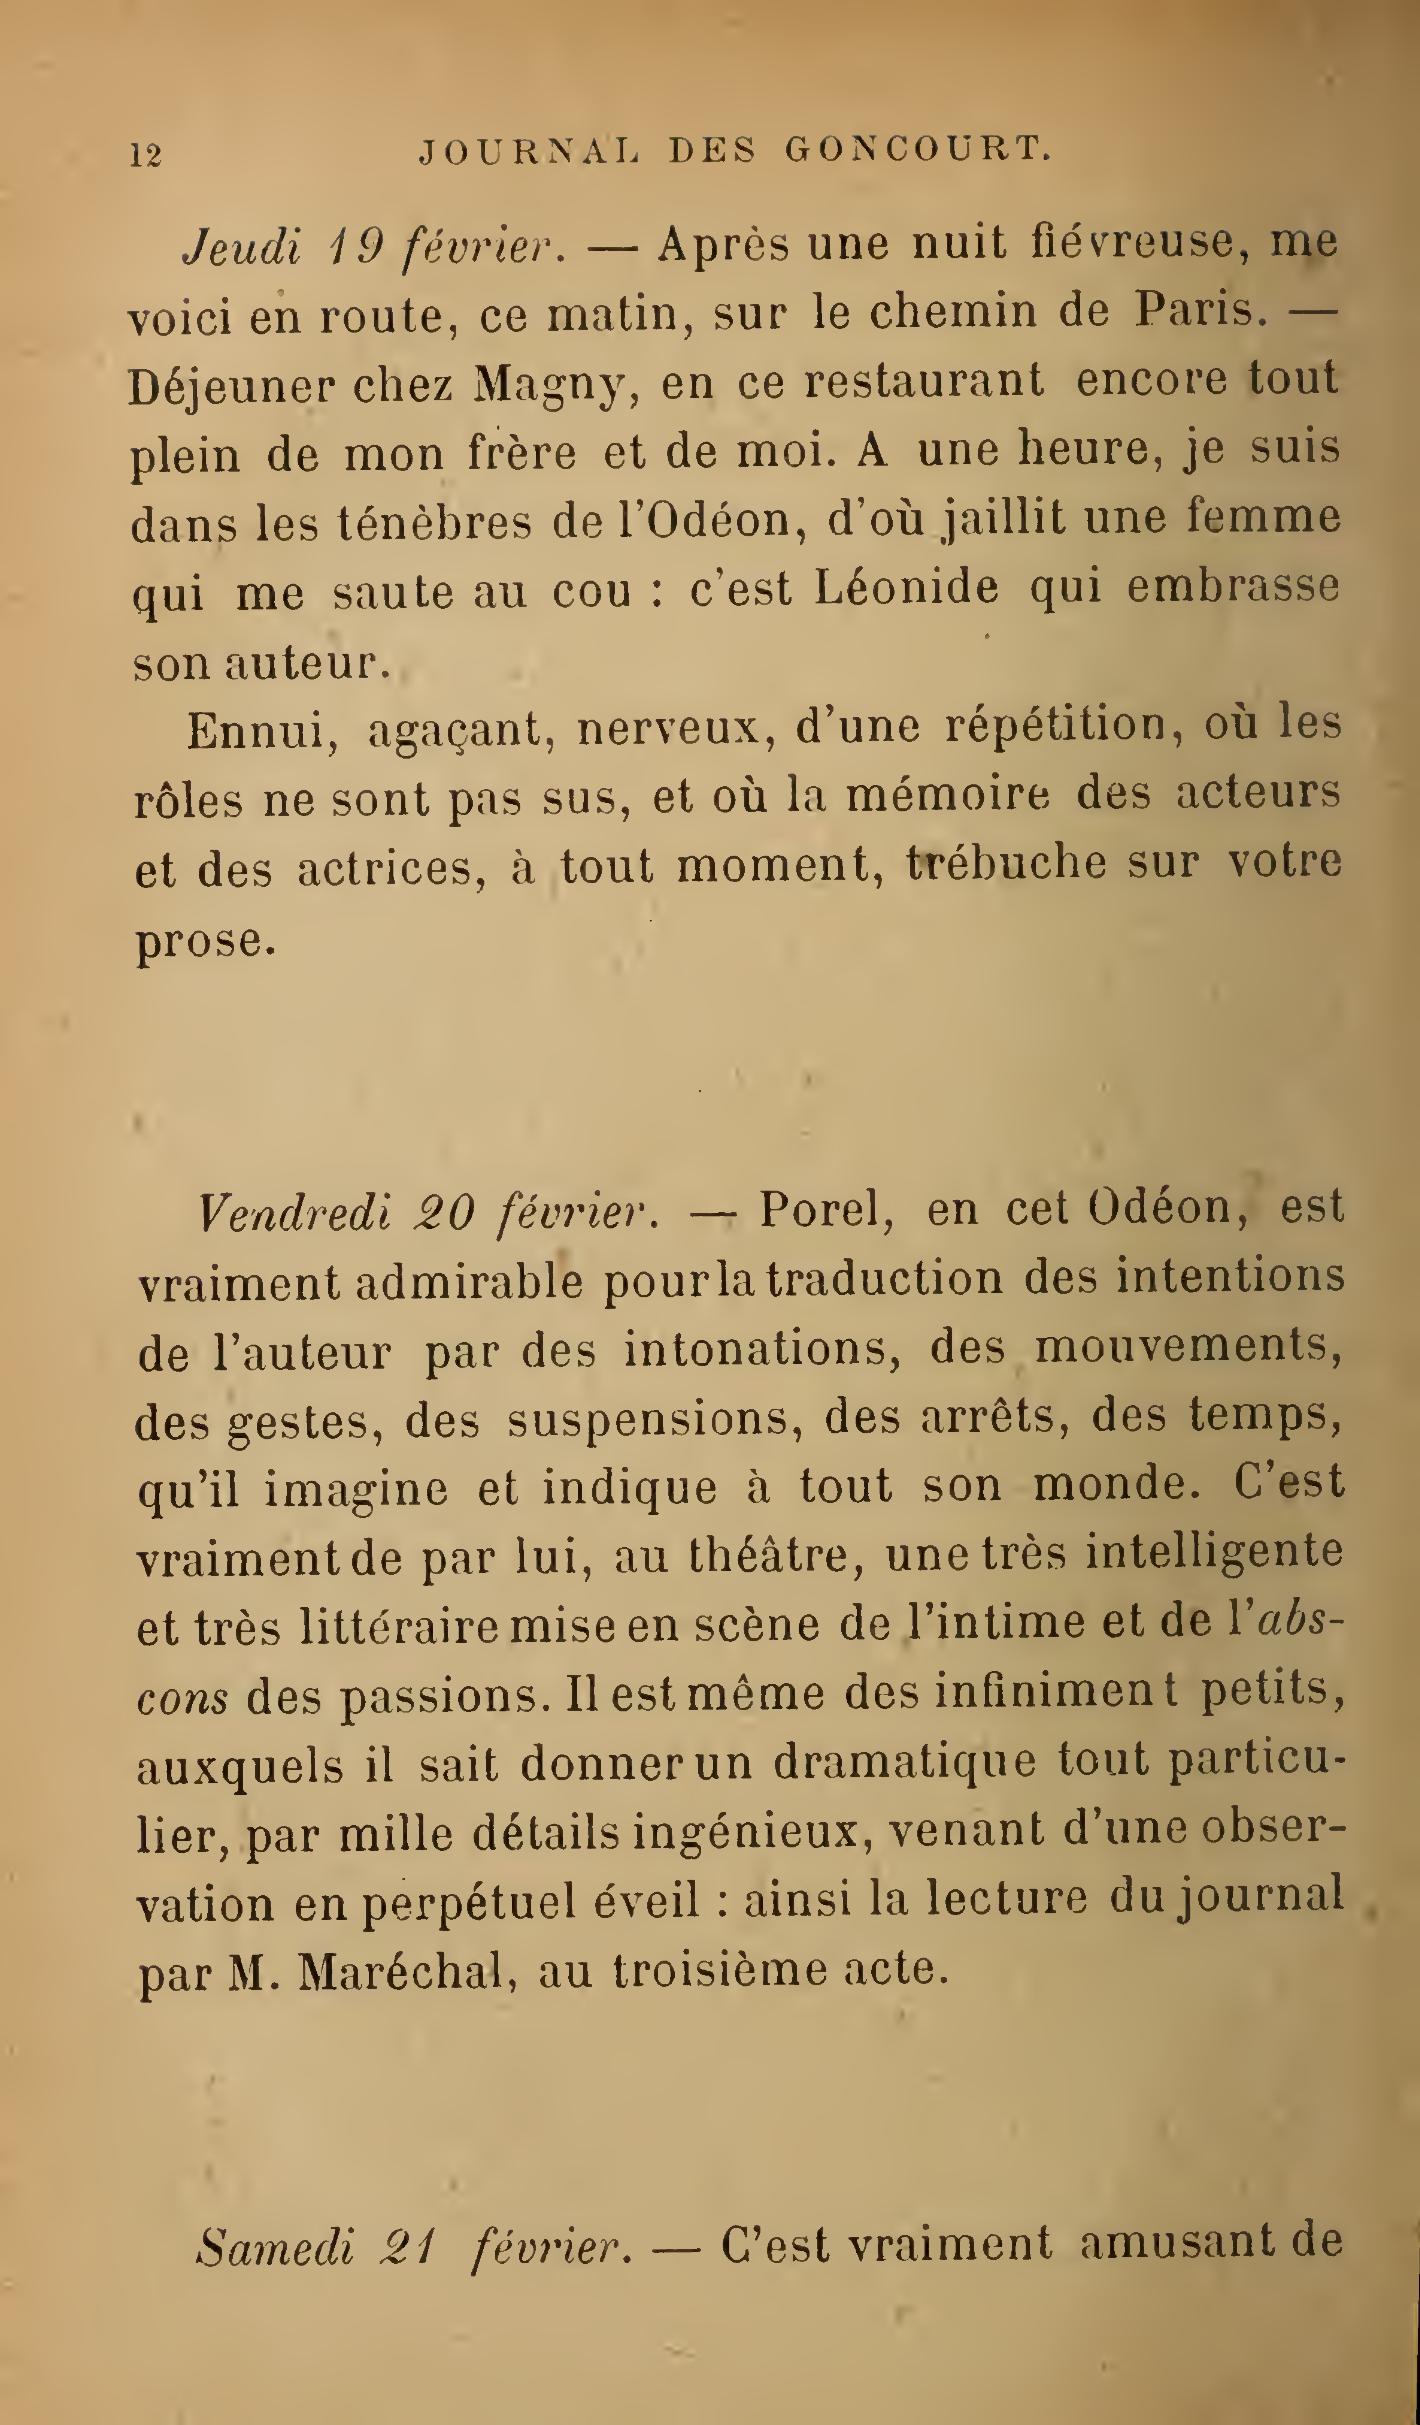 12 JOURNAL DES GONCOURT.
Jeudi 19 février. — Après une nuit fiévreuse, me
voici en route, ce matin, sur le chemin de Paris. —
Déjeuner chez Magny, en ce restaurant encore tout
plein de mon frère et de moi. A une heure, je suis
dans les ténèbres de l'Odéon, d'où jaillit une femme
qui me saute au cou : c'est Léonide qui embrasse
son auteur.
Ennui, agaçant, nerveux, d'une répétition, où les
rôles ne sont pas sus, et où la mémoire des acteurs
et des actrices, à tout moment, trébuche sur votre
prose.
Vendredi 20 février. — Porel, en cet Odéon, est
vraiment admirable pour la traduction des intentions
de l'auteur par des intonations, des mouvements,
des gestes, des suspensions, des arrêts, des temps,
qu'il imagine et indique à tout son monde. C'est
vraiment de par lui, au théâtre, une très intelligente
et très littéraire mise en scène de l'intime et de l'abs-
cons des passions. Il est même des infiniment petits,
auxquels il sait donner un dramatique tout particu-
lier, par mille détails ingénieux, venant d'une obser-
vation en perpétuel éveil : ainsi la lecture du journal
par M. Maréchal, au troisième acte.
Samedi 21 février. — C'est vraiment amusant de